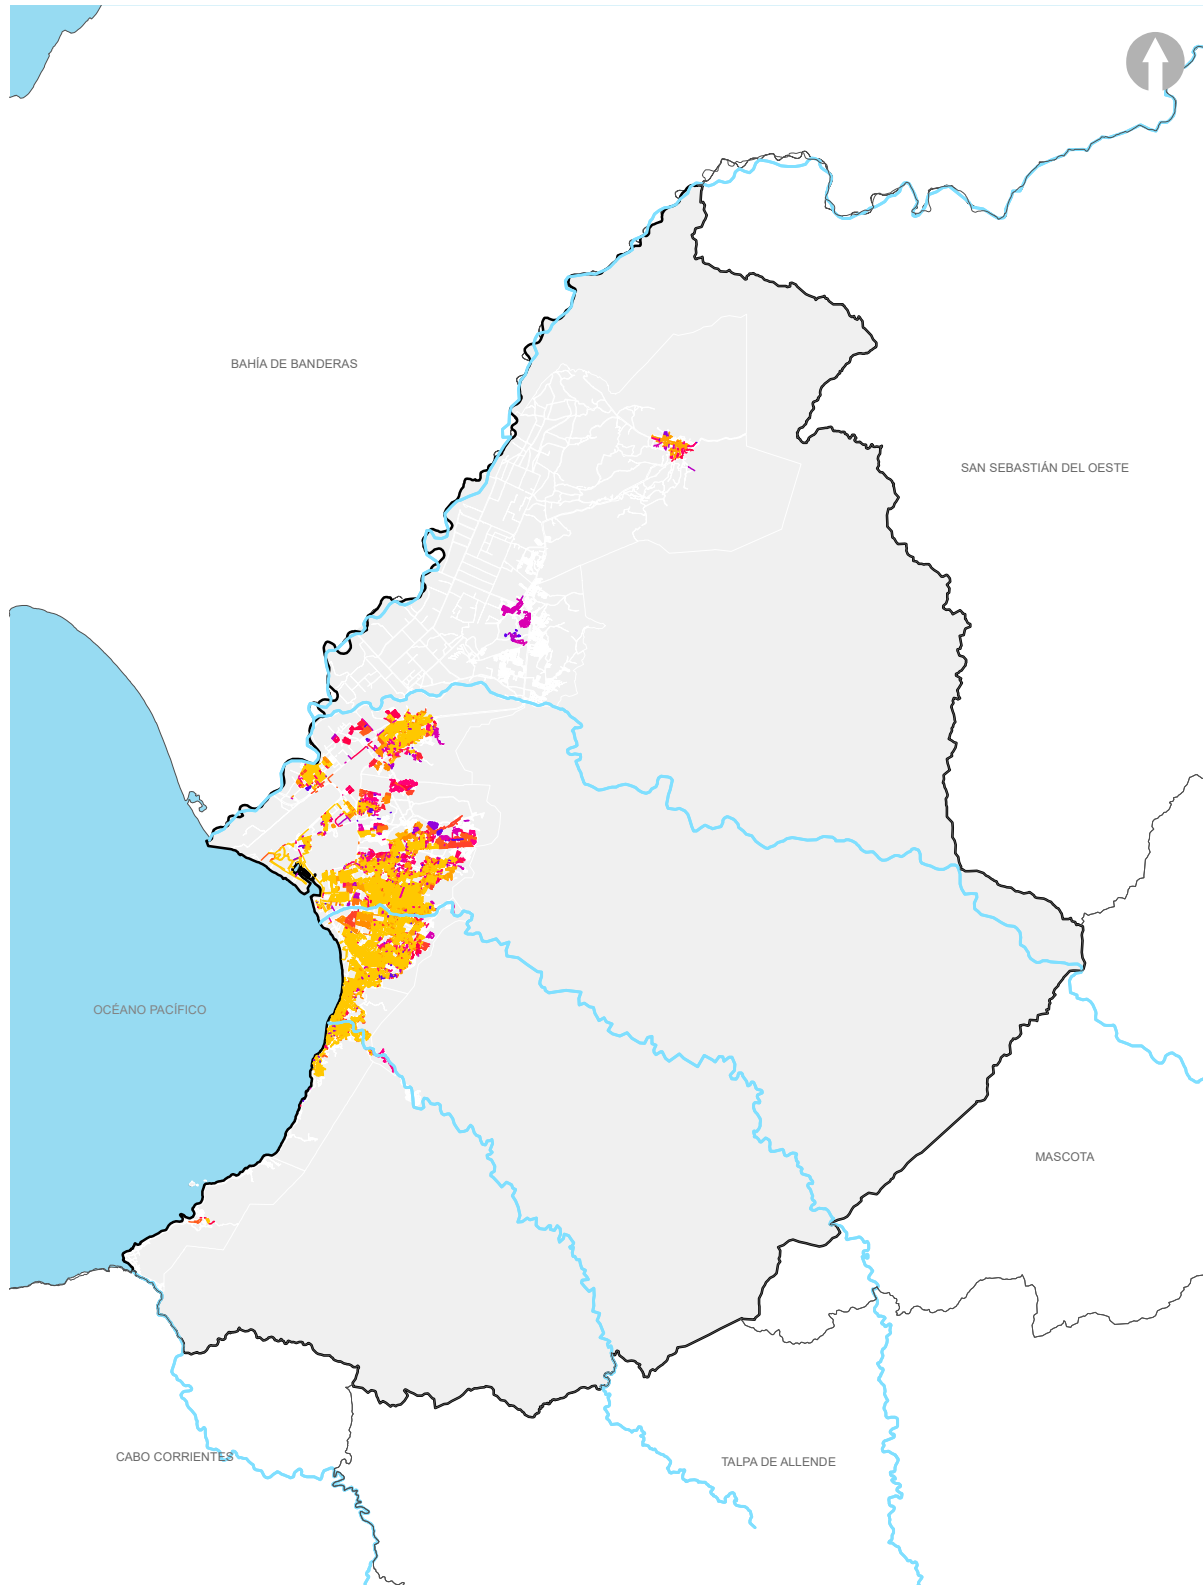 BAHÍA DE BANDERAS
SAN SEBASTIÁN DEL OESTE
OCÉANO PACÍFICO
MASCOTA
CABO CORRIENTES
TALPA DE ALLENDE